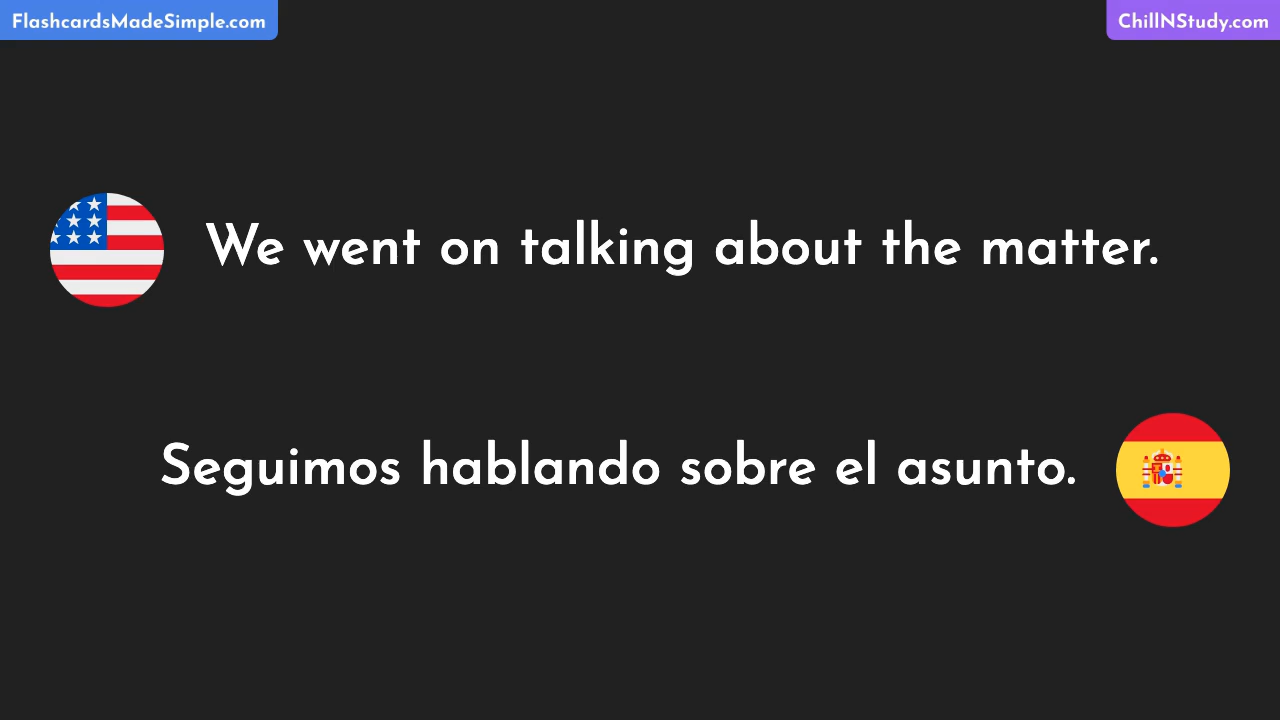 FlashcardsMadeSimple.com
ChillNStudy.com
We went on talking about the matter.
Seguimos hablando sobre el asunto.